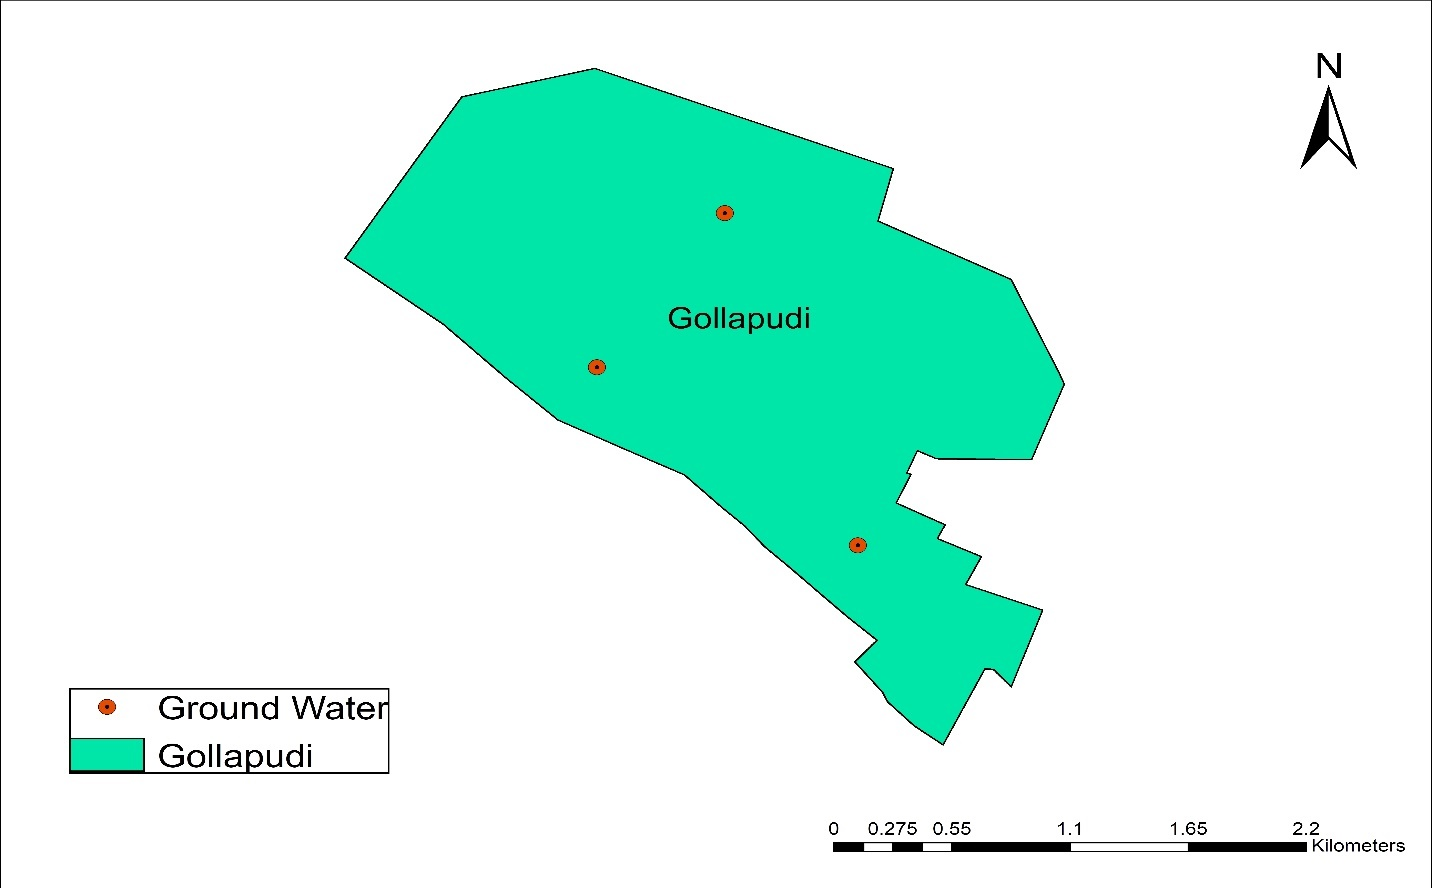 N
Gollapudi
Ground Water
Gollapudi
0 0.275 0.55 1.1 1.65 2.2
Kilometers